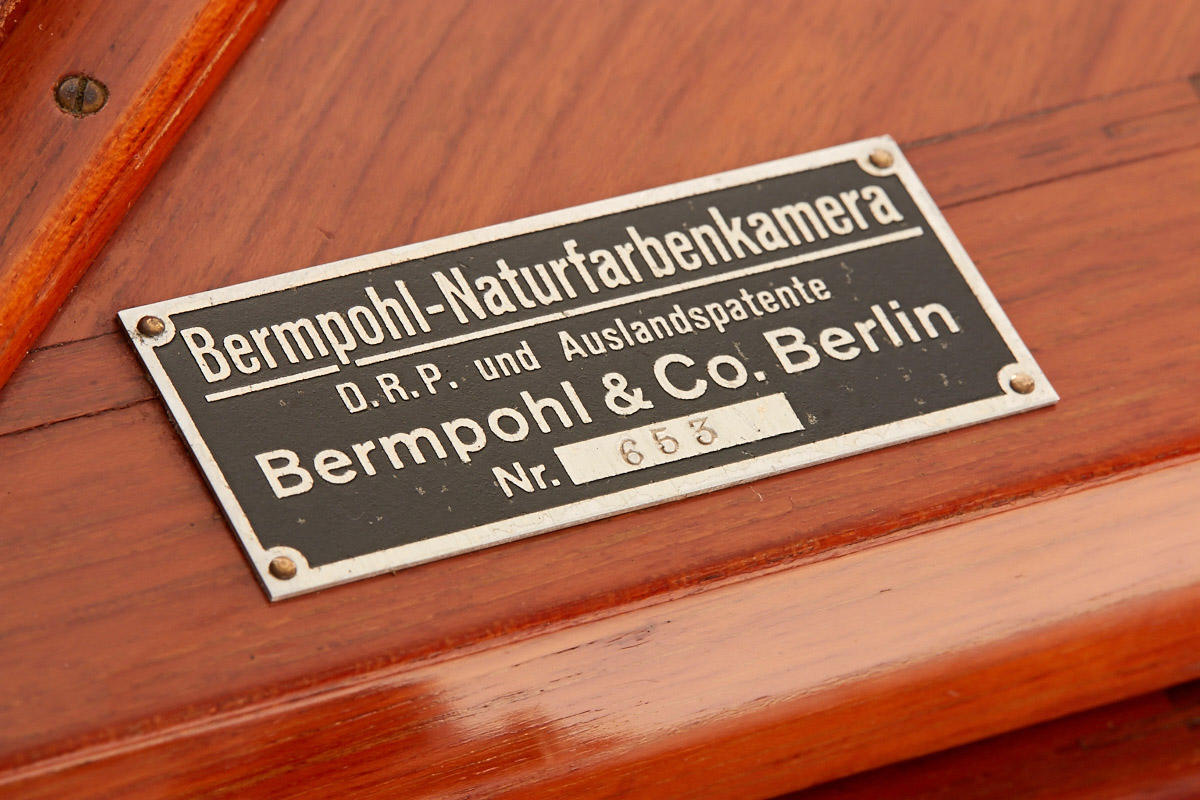 Bermpohl-Naturfarbenkamera
D.R.P. und Auslandspatente
Bermpohl & Co. Berlin
Nr. 653